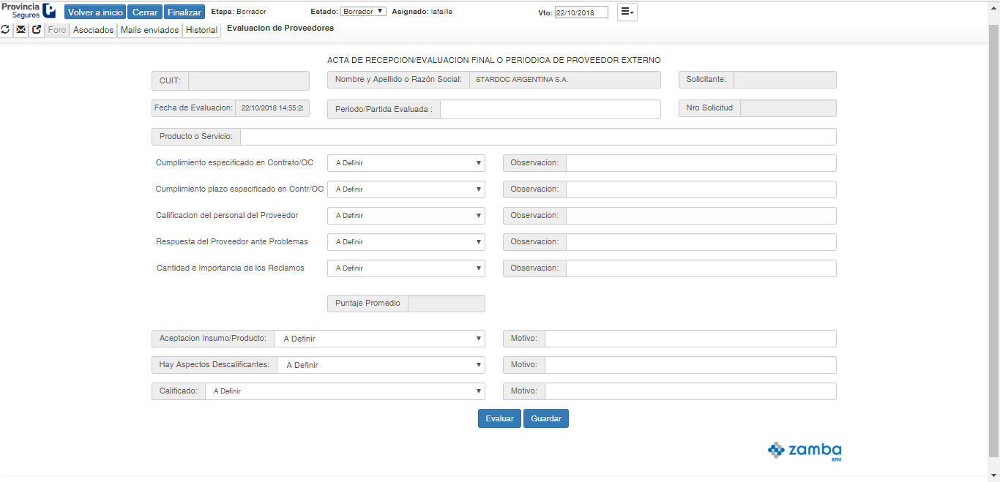 Provincia
Seguros
Volver a inicio Cerrar Finalizar Etapa: Borrador Estado: Borrador Asignado: lafaille Vto: 22/10/2018
Foro Asociados Mails enviados Historial Evaluacion de Proveedores
ACTA DE RECEPCION/EVALUACION FINAL O PERIODICA DE PROVEEDOR EXTERNO
CUIT: Nombre y Apellido o Razón Social: STARDOC ARGENTINA S.A. Solicitante:
Fecha de Evaluacion: 22/10/2018 14:55:2 Periodo/Partida Evaluada : Nro Solicitud
Producto o Servicio:
Cumplimiento especificado en Contrato/OC A Definir Observacion:
Cumplimiento plazo especificado en Contr/OC A Definir Observacion:
Calificacion del personal del Proveedor A Definir Observacion:
Respuesta del Proveedor ante Problemas A Definir Observacion:
Cantidad e Importancia de los Reclamos A Definir Observacion:
Puntaje Promedio
Aceptacion Insumo/Producto: A Definir Motivo:
Hay Aspectos Descalificantes: A Definir Motivo:
Calificado: A Definir Motivo:
Evaluar Guardar
zamba
BPM